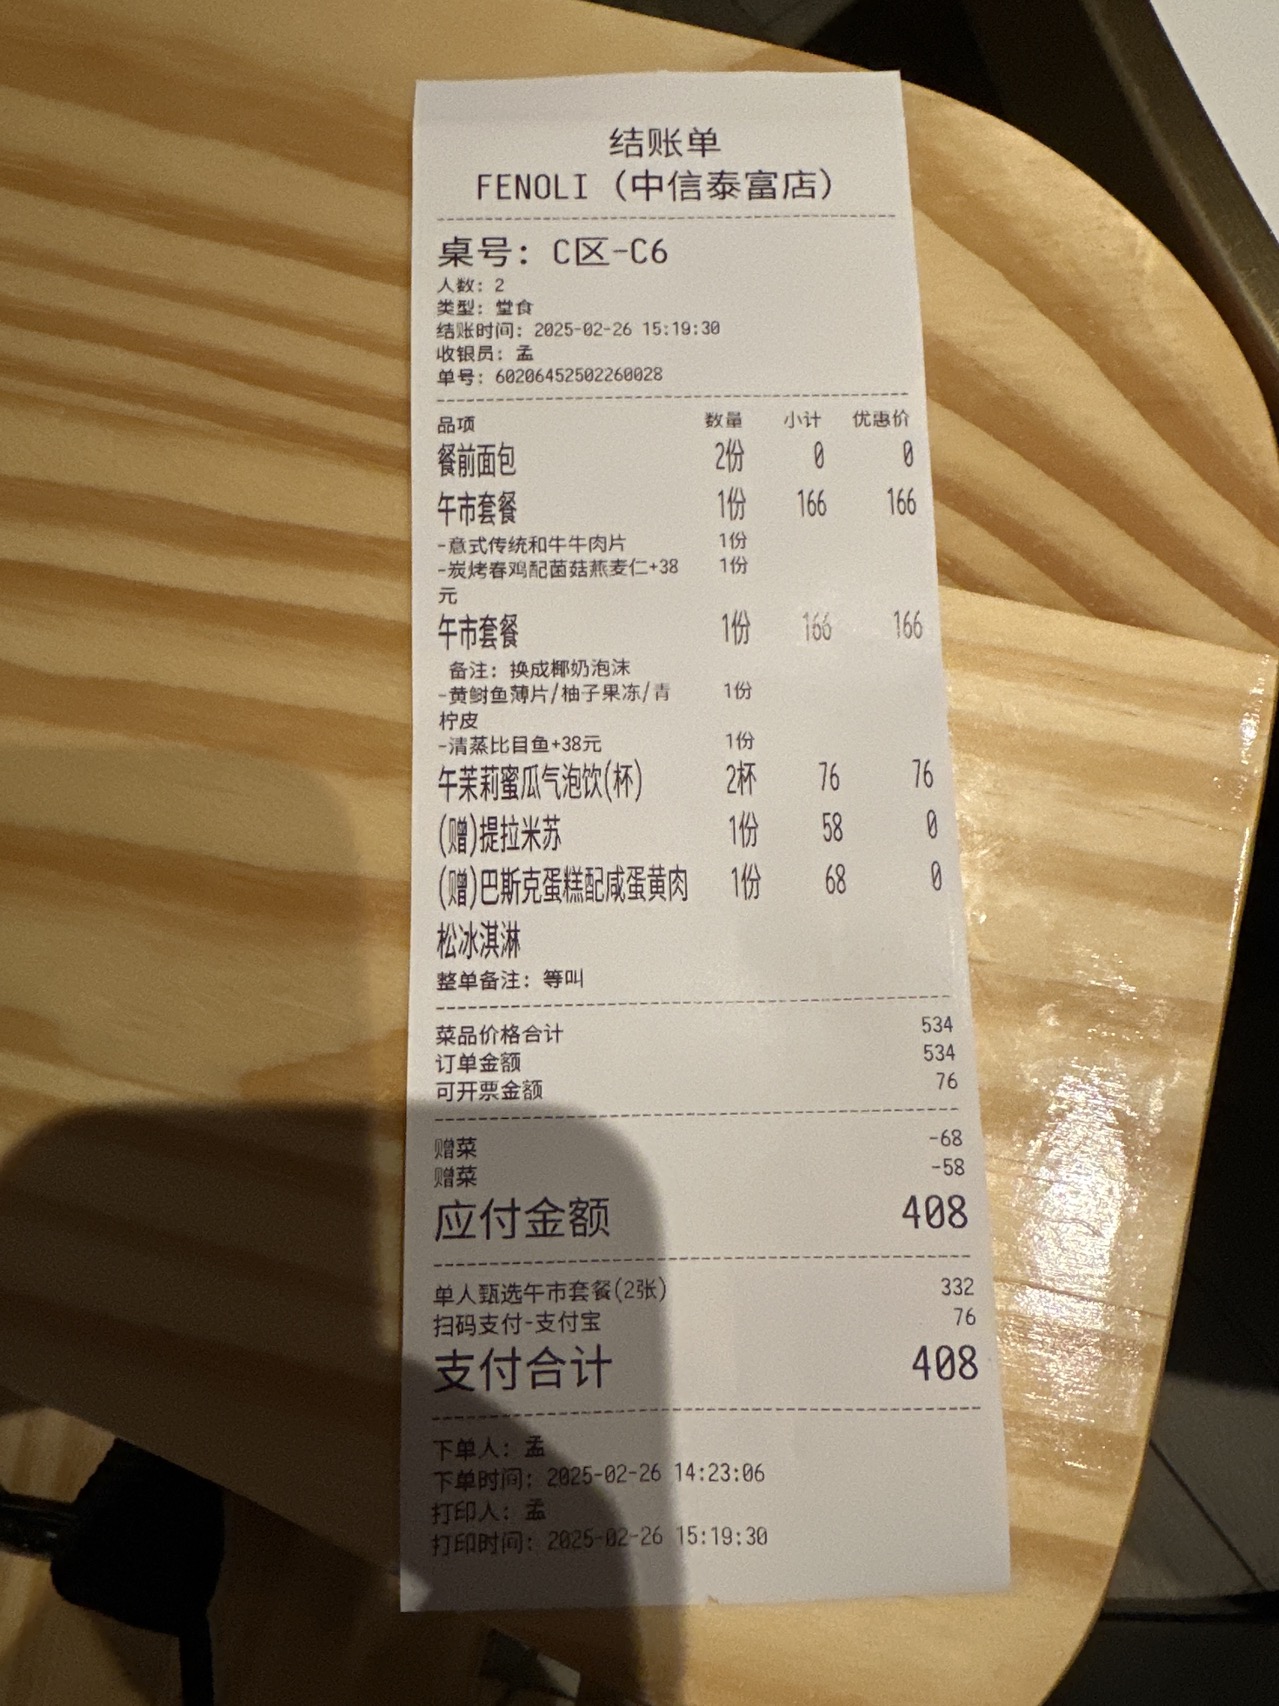 结账单
FENOLI (中信泰富店)
桌号: C区-C6
人数: 2
类型: 堂食
结账时间: 2025-02-26 15:19:30
收银员: 孟
单号: 60206452502260028
品项 数量 小计 优惠价
餐前面包 2份 0 0
午市套餐 1份 166 166
-意式传统和牛牛肉片 1份
-炭烤春鸡配菌菇燕麦仁+38 1份
元
午市套餐 1份 166 166
备注: 换成椰奶泡沫
-黄鲥鱼薄片/柚子果冻/青 1份
柠皮
-清蒸比目鱼+38元 1份
午茉莉蜜瓜气泡饮(杯) 2杯 76 76
(赠)提拉米苏 1份 58 0
(赠)巴斯克蛋糕配咸蛋黄肉 1份 68 0
松冰淇淋
整单备注: 等叫
菜品价格合计 534
订单金额 534
可开票金额 76
赠菜 -68
赠菜 -58
应付金额 408
单人甄选午市套餐(2张) 332
扫码支付-支付宝 76
支付合计 408
下单人: 孟
下单时间: 2025-02-26 14:23:06
打印人: 孟
打印时间: 2025-02-26 15:19:30